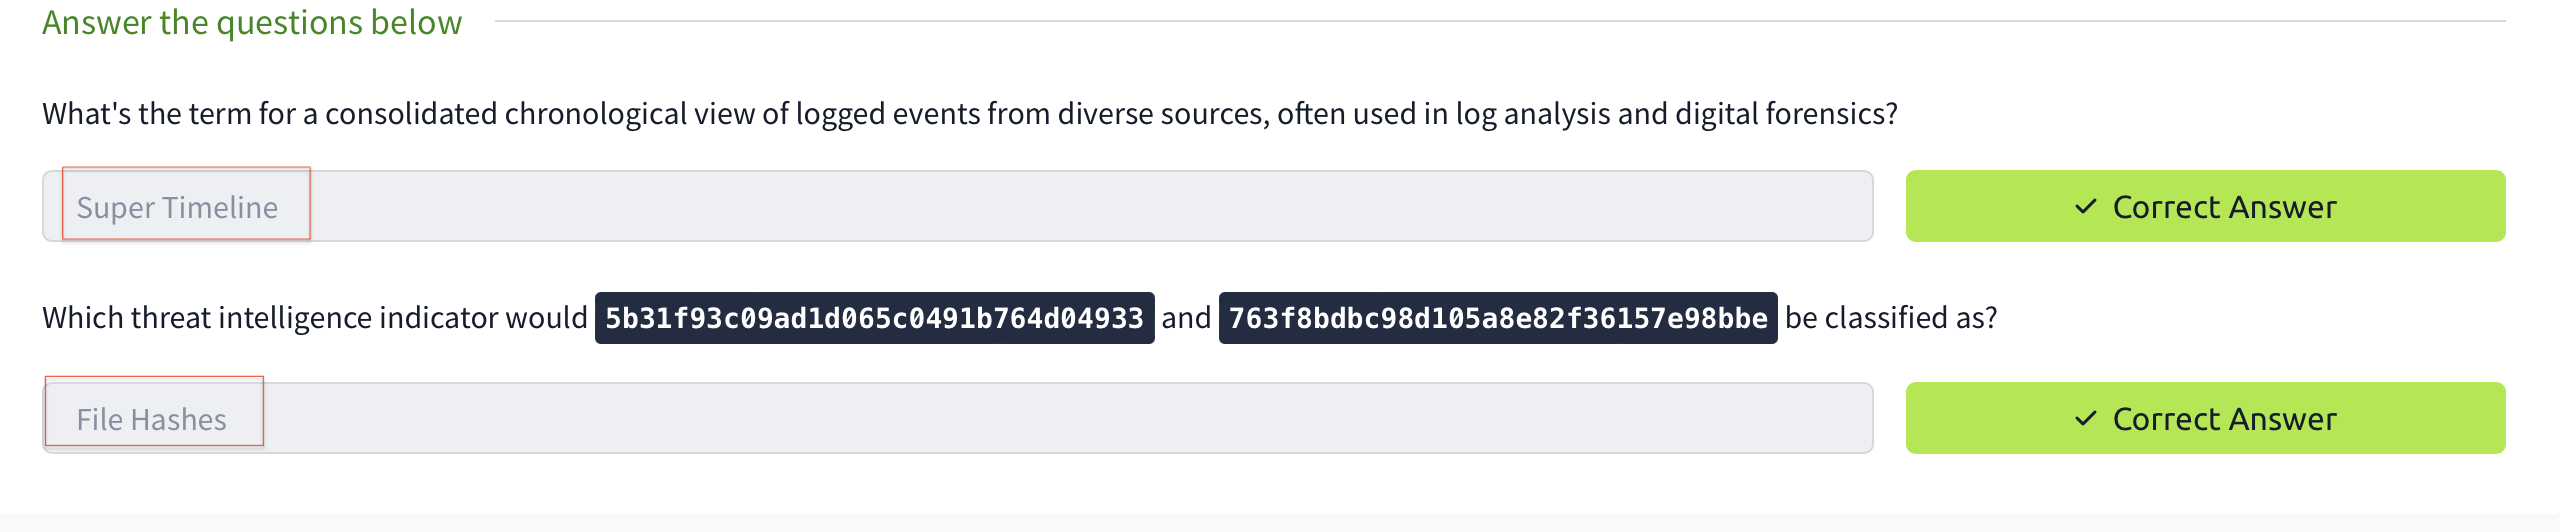 Answer the questions below
What's the term for a consolidated chronological view of logged events from diverse sources, often used in log analysis and digital forensics?
Super Timeline
✓ Correct Answer
Which threat intelligence indicator would 5b31f93c09ad1d065c0491b764d04933 and 763f8bdbc98d105a8e82f36157e98bbe be classified as?
File Hashes
✓ Correct Answer